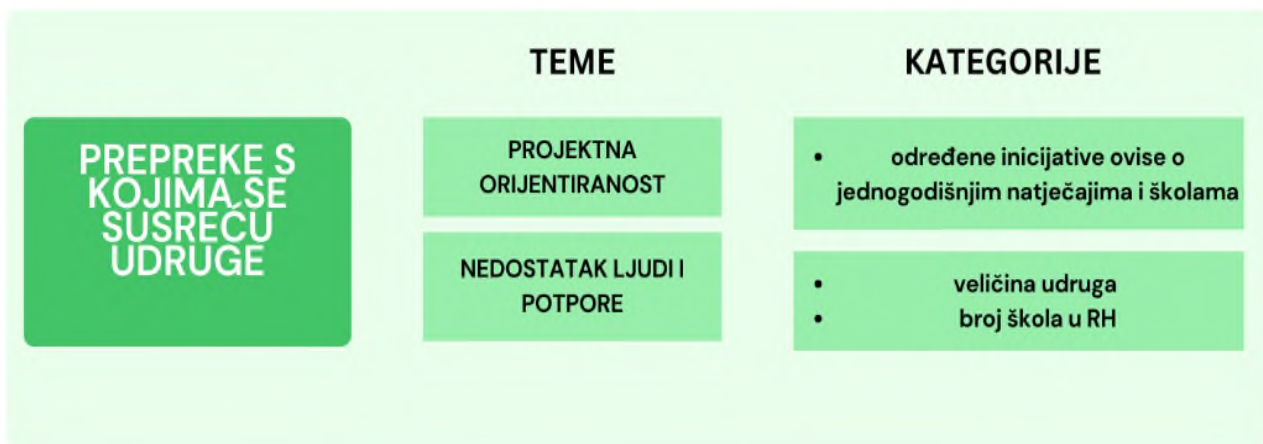 TEME
KATEGORIJE
PREPREKE S
KOJIMA SE
SUSREĆU
UDRUGE
PROJEKTNA
ORIJENTIRANOST
• određene inicijative ovise o
jednogodišnjim natječajima i školama
NEDOSTATAK LJUDI I
POTPORE
• veličina udruga
• broj škola u RH